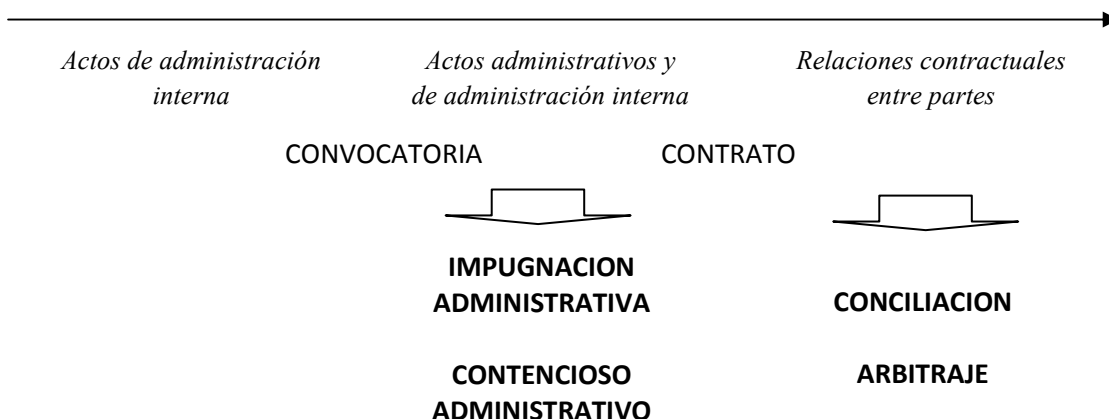 Actos de administración
interna
Actos administrativos y
de administración interna
Relaciones contractuales
entre partes
CONVOCATORIA
CONTRATO
IMPUGNACION
ADMINISTRATIVA
CONCILIACION
CONTENCIOSO
ADMINISTRATIVO
ARBITRAJE